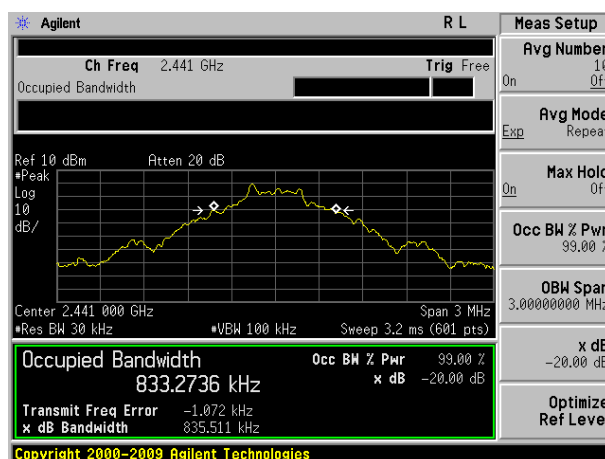 Agilent R L Meas Setup
Ch Freq 2.441 GHz Trig Free
Occupied Bandwidth
Avg Number
10
On Off
Avg Mode
Exp Repeat
Max Hold
On Off
Occ BW % Pwr
99.00 %
OBW Span
3.00000000 MHz
x dB
-20.00 dB
Optimize
Ref Level
Ref 10 dBm Atten 20 dB
#Peak
Log
10
dB/
Center 2.441 000 GHz Span 3 MHz
#Res BW 30 kHz #VBW 100 kHz Sweep 3.2 ms (601 pts)
Occupied Bandwidth Occ BW % Pwr 99.00 %
833.2736 kHz x dB -20.00 dB
Transmit Freq Error -1.072 kHz
x dB Bandwidth 835.511 kHz
Copyright 2000-2009 Agilent Technologies